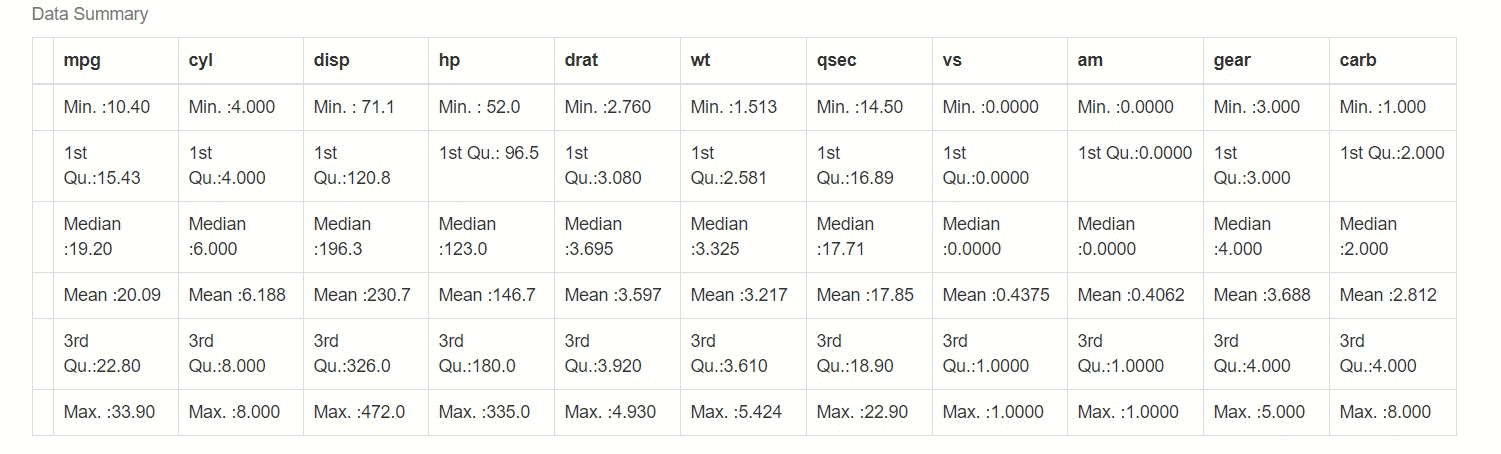 Data Summary
mpg cyl disp hp drat wt qsec vs am gear carb
Min. :10.40 Min. :4.000 Min. : 71.1 Min. : 52.0 Min. :2.760 Min. :1.513 Min. :14.50 Min. :0.0000 Min. :0.0000 Min. :3.000 Min. :1.000
1st Qu.:15.43 1st Qu.:4.000 1st Qu.:120.8 1st Qu.: 96.5 1st Qu.:3.080 1st Qu.:2.581 1st Qu.:16.89 1st Qu.:0.0000 1st Qu.:0.0000 1st Qu.:3.000 1st Qu.:2.000
Median :19.20 Median :6.000 Median :196.3 Median :123.0 Median :3.695 Median :3.325 Median :17.71 Median :0.0000 Median :0.0000 Median :4.000 Median :2.000
Mean :20.09 Mean :6.188 Mean :230.7 Mean :146.7 Mean :3.597 Mean :3.217 Mean :17.85 Mean :0.4375 Mean :0.4062 Mean :3.688 Mean :2.812
3rd Qu.:22.80 3rd Qu.:8.000 3rd Qu.:326.0 3rd Qu.:180.0 3rd Qu.:3.920 3rd Qu.:3.610 3rd Qu.:18.90 3rd Qu.:1.0000 3rd Qu.:1.0000 3rd Qu.:4.000 3rd Qu.:4.000
Max. :33.90 Max. :8.000 Max. :472.0 Max. :335.0 Max. :4.930 Max. :5.424 Max. :22.90 Max. :1.0000 Max. :1.0000 Max. :5.000 Max. :8.000